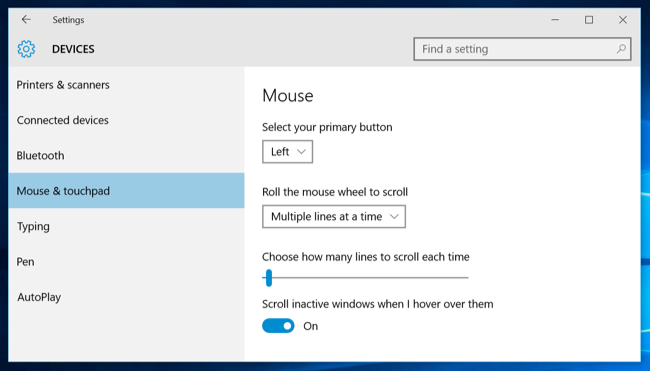 Settings
DEVICES
Find a setting
Printers & scanners
Connected devices
Bluetooth
Mouse & touchpad
Typing
Pen
AutoPlay
Mouse
Select your primary button
Left
Roll the mouse wheel to scroll
Multiple lines at a time
Choose how many lines to scroll each time
Scroll inactive windows when I hover over them
On